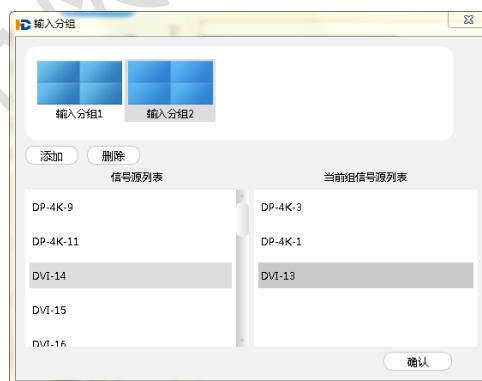 输入分组
输入分组1
输入分组2
添加
删除
信号源列表
当前组信号源列表
DP-4K-9
DP-4K-3
DP-4K-11
DP-4K-1
DVI-14
DVI-13
DVI-15
DVI-16
确认